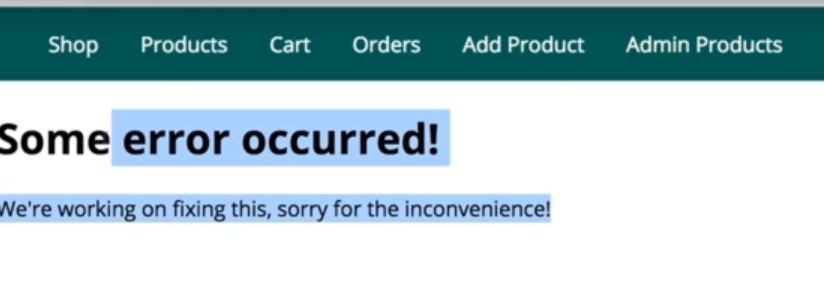 Shop Products Cart Orders Add Product Admin Products
Some error occurred!
We're working on fixing this, sorry for the inconvenience!